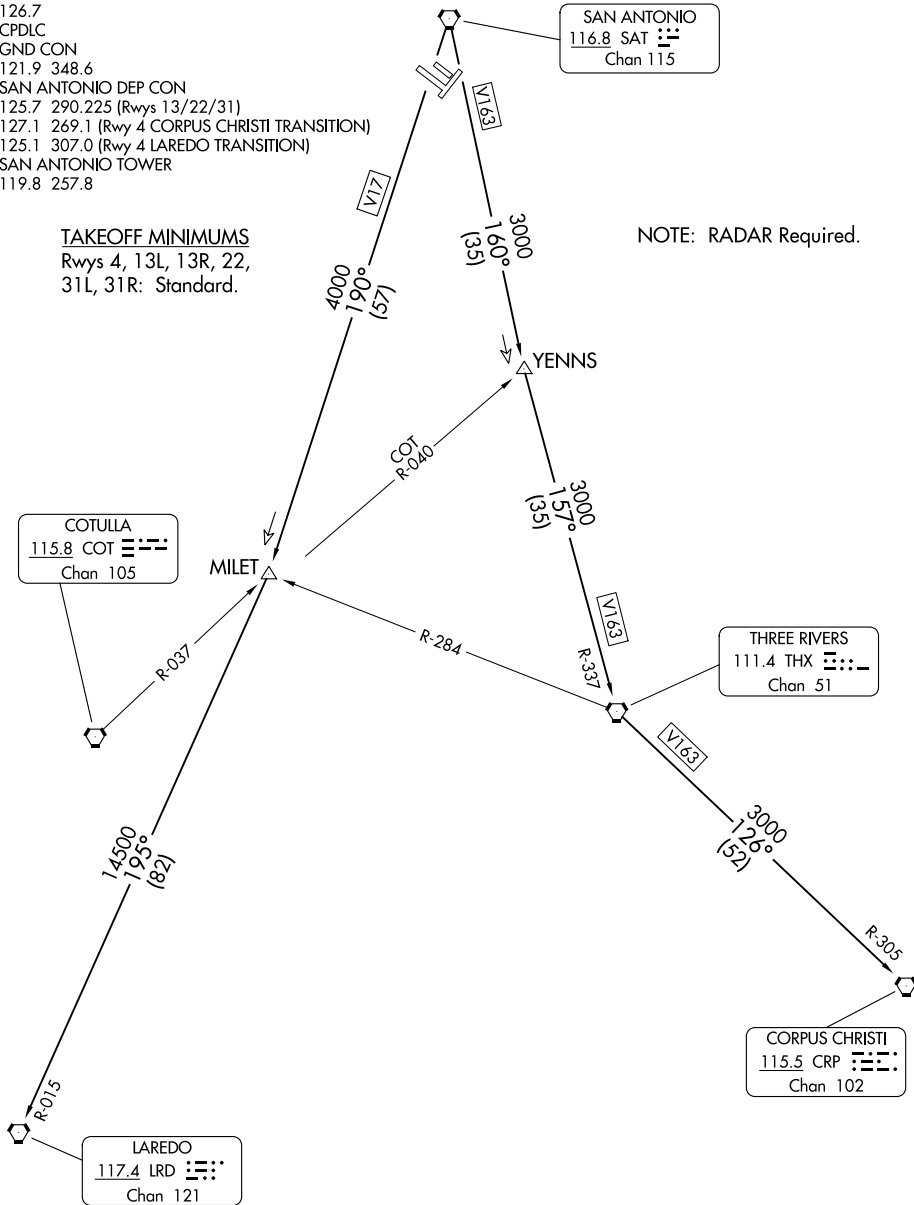 126.7
CPDLC
GND CON
121.9 348.6
SAN ANTONIO DEP CON
125.7 290.225 (Rwys 13/22/31)
127.1 269.1 (Rwy 4 CORPUS CHRISTI TRANSITION)
125.1 307.0 (Rwy 4 LAREDO TRANSITION)
SAN ANTONIO TOWER
119.8 257.8
SAN ANTONIO
116.8 SAT
Chan 115
TAKEOFF MINIMUMS
Rwys 4, 13L, 13R, 22,
31L, 31R: Standard.
NOTE: RADAR Required.
V163
V17
3000
160°
(35)
4000
190°
(57)
YENNS
COT
R-040
3000
157°
(35)
COTULLA
115.8 COT
Chan 105
MILET
R-037
R-284
V163
R-337
THREE RIVERS
111.4 THX
Chan 51
V163
3000
126°
(52)
14500
195°
(82)
R-305
CORPUS CHRISTI
115.5 CRP
Chan 102
R-015
LAREDO
117.4 LRD
Chan 121